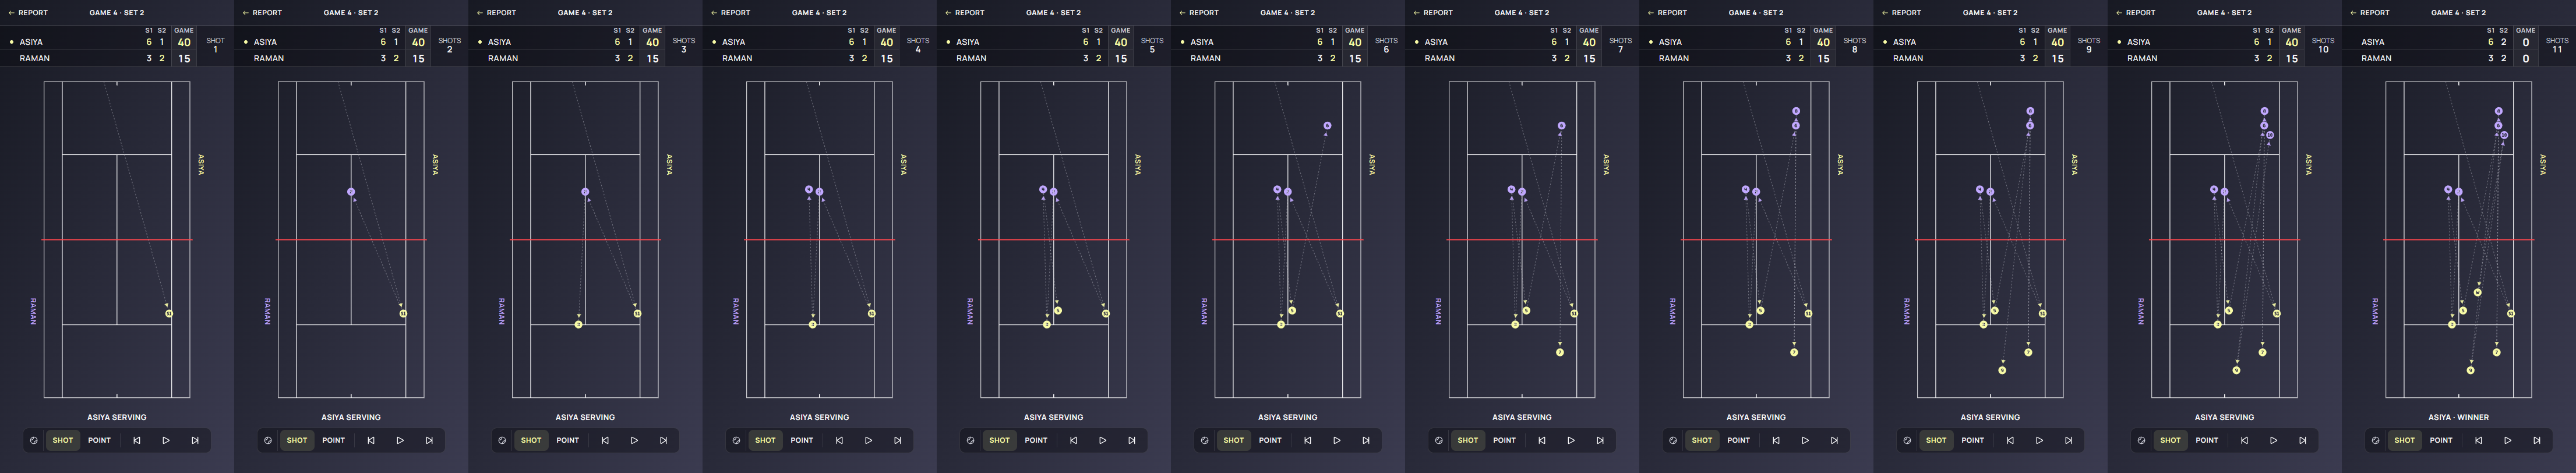 ← REPORT GAME 4 · SET 2
S1 S2 GAME
ASIYA 6 1 40
RAMAN 3 2 15
SHOT
1
ASIYA
RAMAN
ASIYA SERVING
SHOT POINT
← REPORT GAME 4 · SET 2
S1 S2 GAME
ASIYA 6 1 40
RAMAN 3 2 15
SHOTS
2
ASIYA
RAMAN
ASIYA SERVING
SHOT POINT
← REPORT GAME 4 · SET 2
S1 S2 GAME
ASIYA 6 1 40
RAMAN 3 2 15
SHOTS
3
ASIYA
RAMAN
ASIYA SERVING
SHOT POINT
← REPORT GAME 4 · SET 2
S1 S2 GAME
ASIYA 6 1 40
RAMAN 3 2 15
SHOTS
4
ASIYA
RAMAN
ASIYA SERVING
SHOT POINT
← REPORT GAME 4 · SET 2
S1 S2 GAME
ASIYA 6 1 40
RAMAN 3 2 15
SHOTS
5
ASIYA
RAMAN
ASIYA SERVING
SHOT POINT
← REPORT GAME 4 · SET 2
S1 S2 GAME
ASIYA 6 1 40
RAMAN 3 2 15
SHOTS
6
ASIYA
RAMAN
ASIYA SERVING
SHOT POINT
← REPORT GAME 4 · SET 2
S1 S2 GAME
ASIYA 6 1 40
RAMAN 3 2 15
SHOTS
7
ASIYA
RAMAN
ASIYA SERVING
SHOT POINT
← REPORT GAME 4 · SET 2
S1 S2 GAME
ASIYA 6 1 40
RAMAN 3 2 15
SHOTS
8
ASIYA
RAMAN
ASIYA SERVING
SHOT POINT
← REPORT GAME 4 · SET 2
S1 S2 GAME
ASIYA 6 1 40
RAMAN 3 2 15
SHOTS
9
ASIYA
RAMAN
ASIYA SERVING
SHOT POINT
← REPORT GAME 4 · SET 2
S1 S2 GAME
ASIYA 6 1 40
RAMAN 3 2 15
SHOTS
10
ASIYA
RAMAN
ASIYA SERVING
SHOT POINT
← REPORT GAME 4 · SET 2
S1 S2 GAME
ASIYA 6 2 0
RAMAN 3 2 0
SHOTS
11
ASIYA
RAMAN
ASIYA · WINNER
SHOT POINT